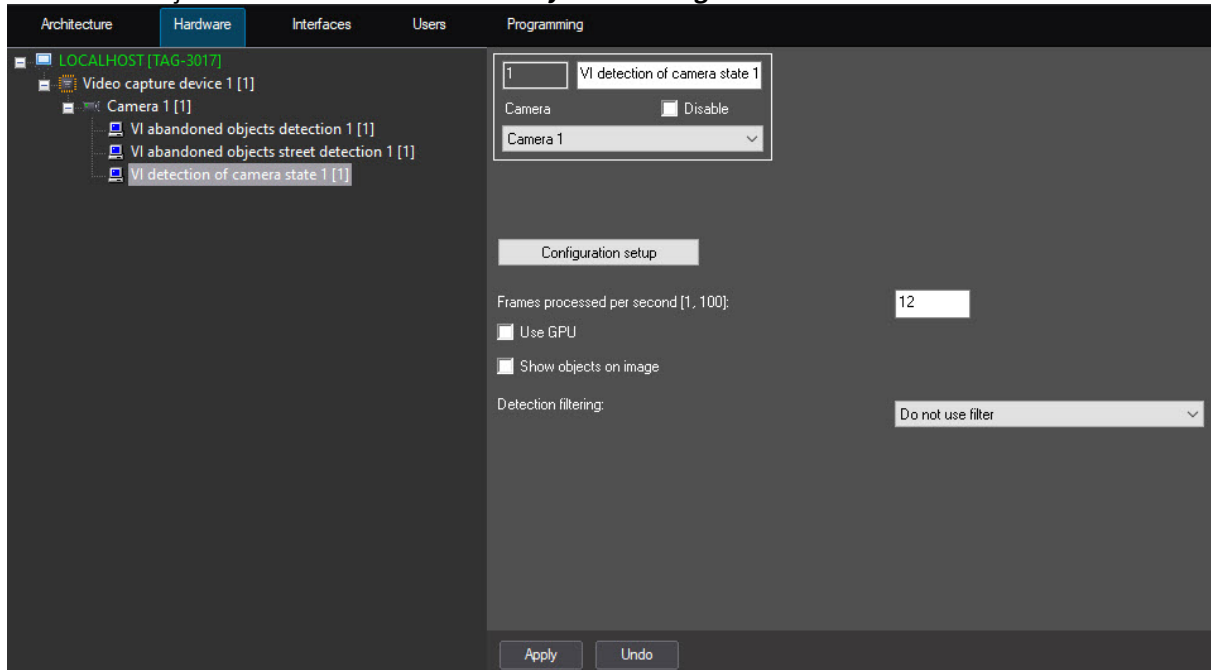 Architecture Hardware Interfaces Users Programming
LOCALHOST [TAG-3017]
Video capture device 1 [1]
Camera 1 [1]
VI abandoned objects detection 1 [1]
VI abandoned objects street detection 1 [1]
VI detection of camera state 1 [1]
1 VI detection of camera state 1
Camera Disable
Camera 1
Configuration setup
Frames processed per second [1, 100]: 12
Use GPU
Show objects on image
Detection filtering: Do not use filter
Apply Undo